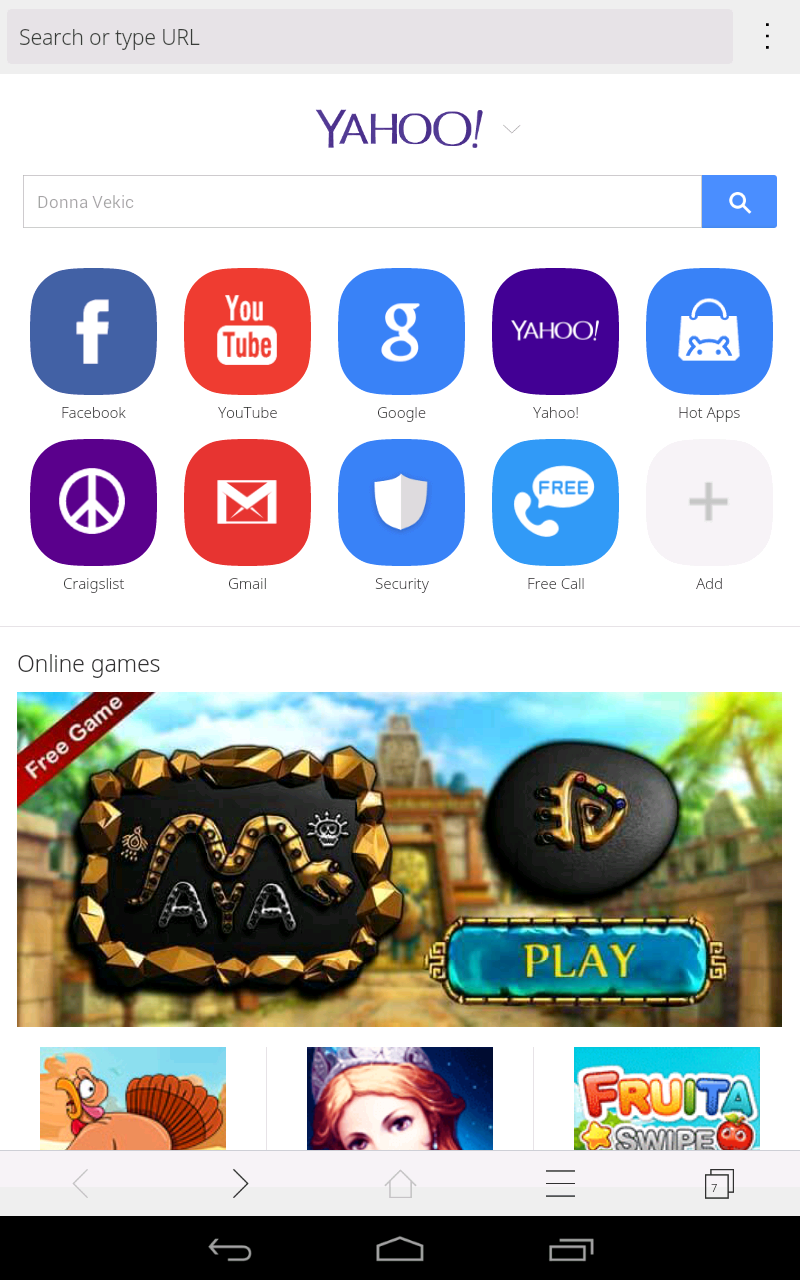 Search or type URL
YAHOO!
Donna Vekic
f
You
Tube
g
YAHOO!
Facebook
YouTube
Google
Yahoo!
Hot Apps
FREE
Craigslist
Gmail
Security
Free Call
Add
Online games
Free Game
MAYA
PLAY
FRUITA
SWIPE
7